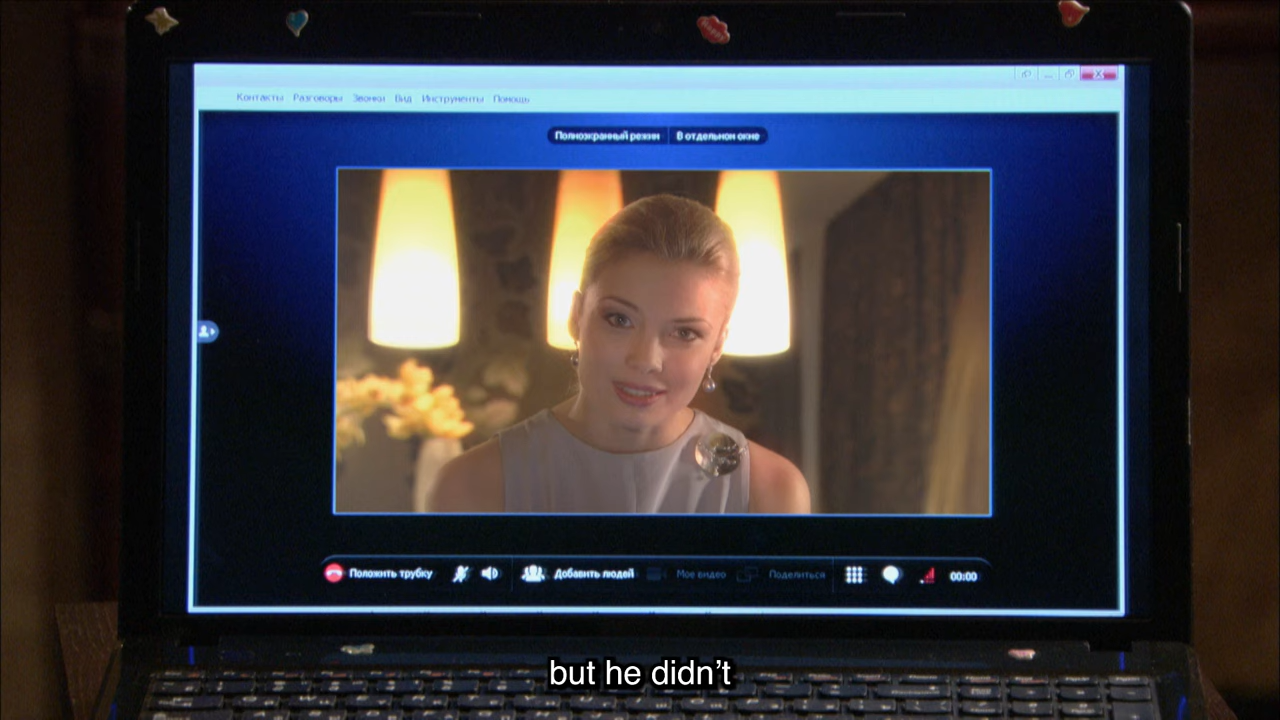 Контакты Разговоры Звонки Вид Инструменты Помощь
Полноэкранный режим В отдельном окне
Положить трубку Добавить людей Мое видео Поделиться 00:00
but he didn't